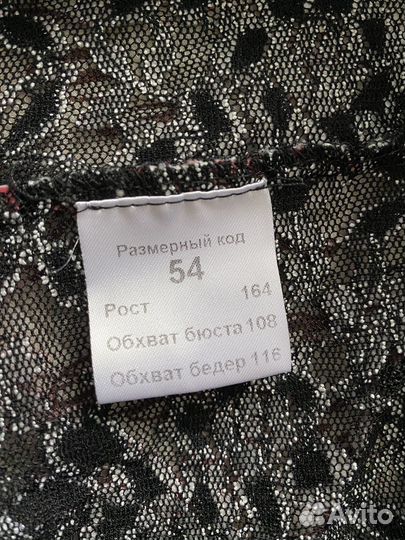 Размерный код
54
Рост 164
Обхват бюста 108
Обхват бедер 116
Avito